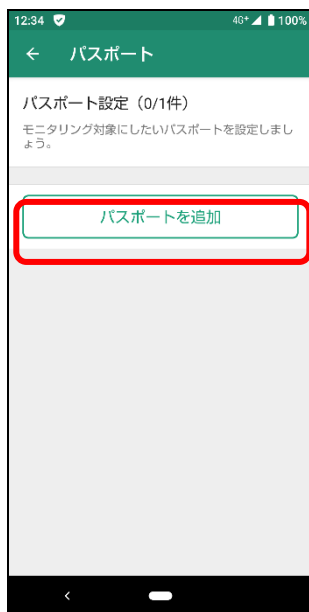 12:34 4G+ 100%
← パスポート
パスポート設定（0/1件）
モニタリング対象にしたいパスポートを設定しまし
ょう。
パスポートを追加